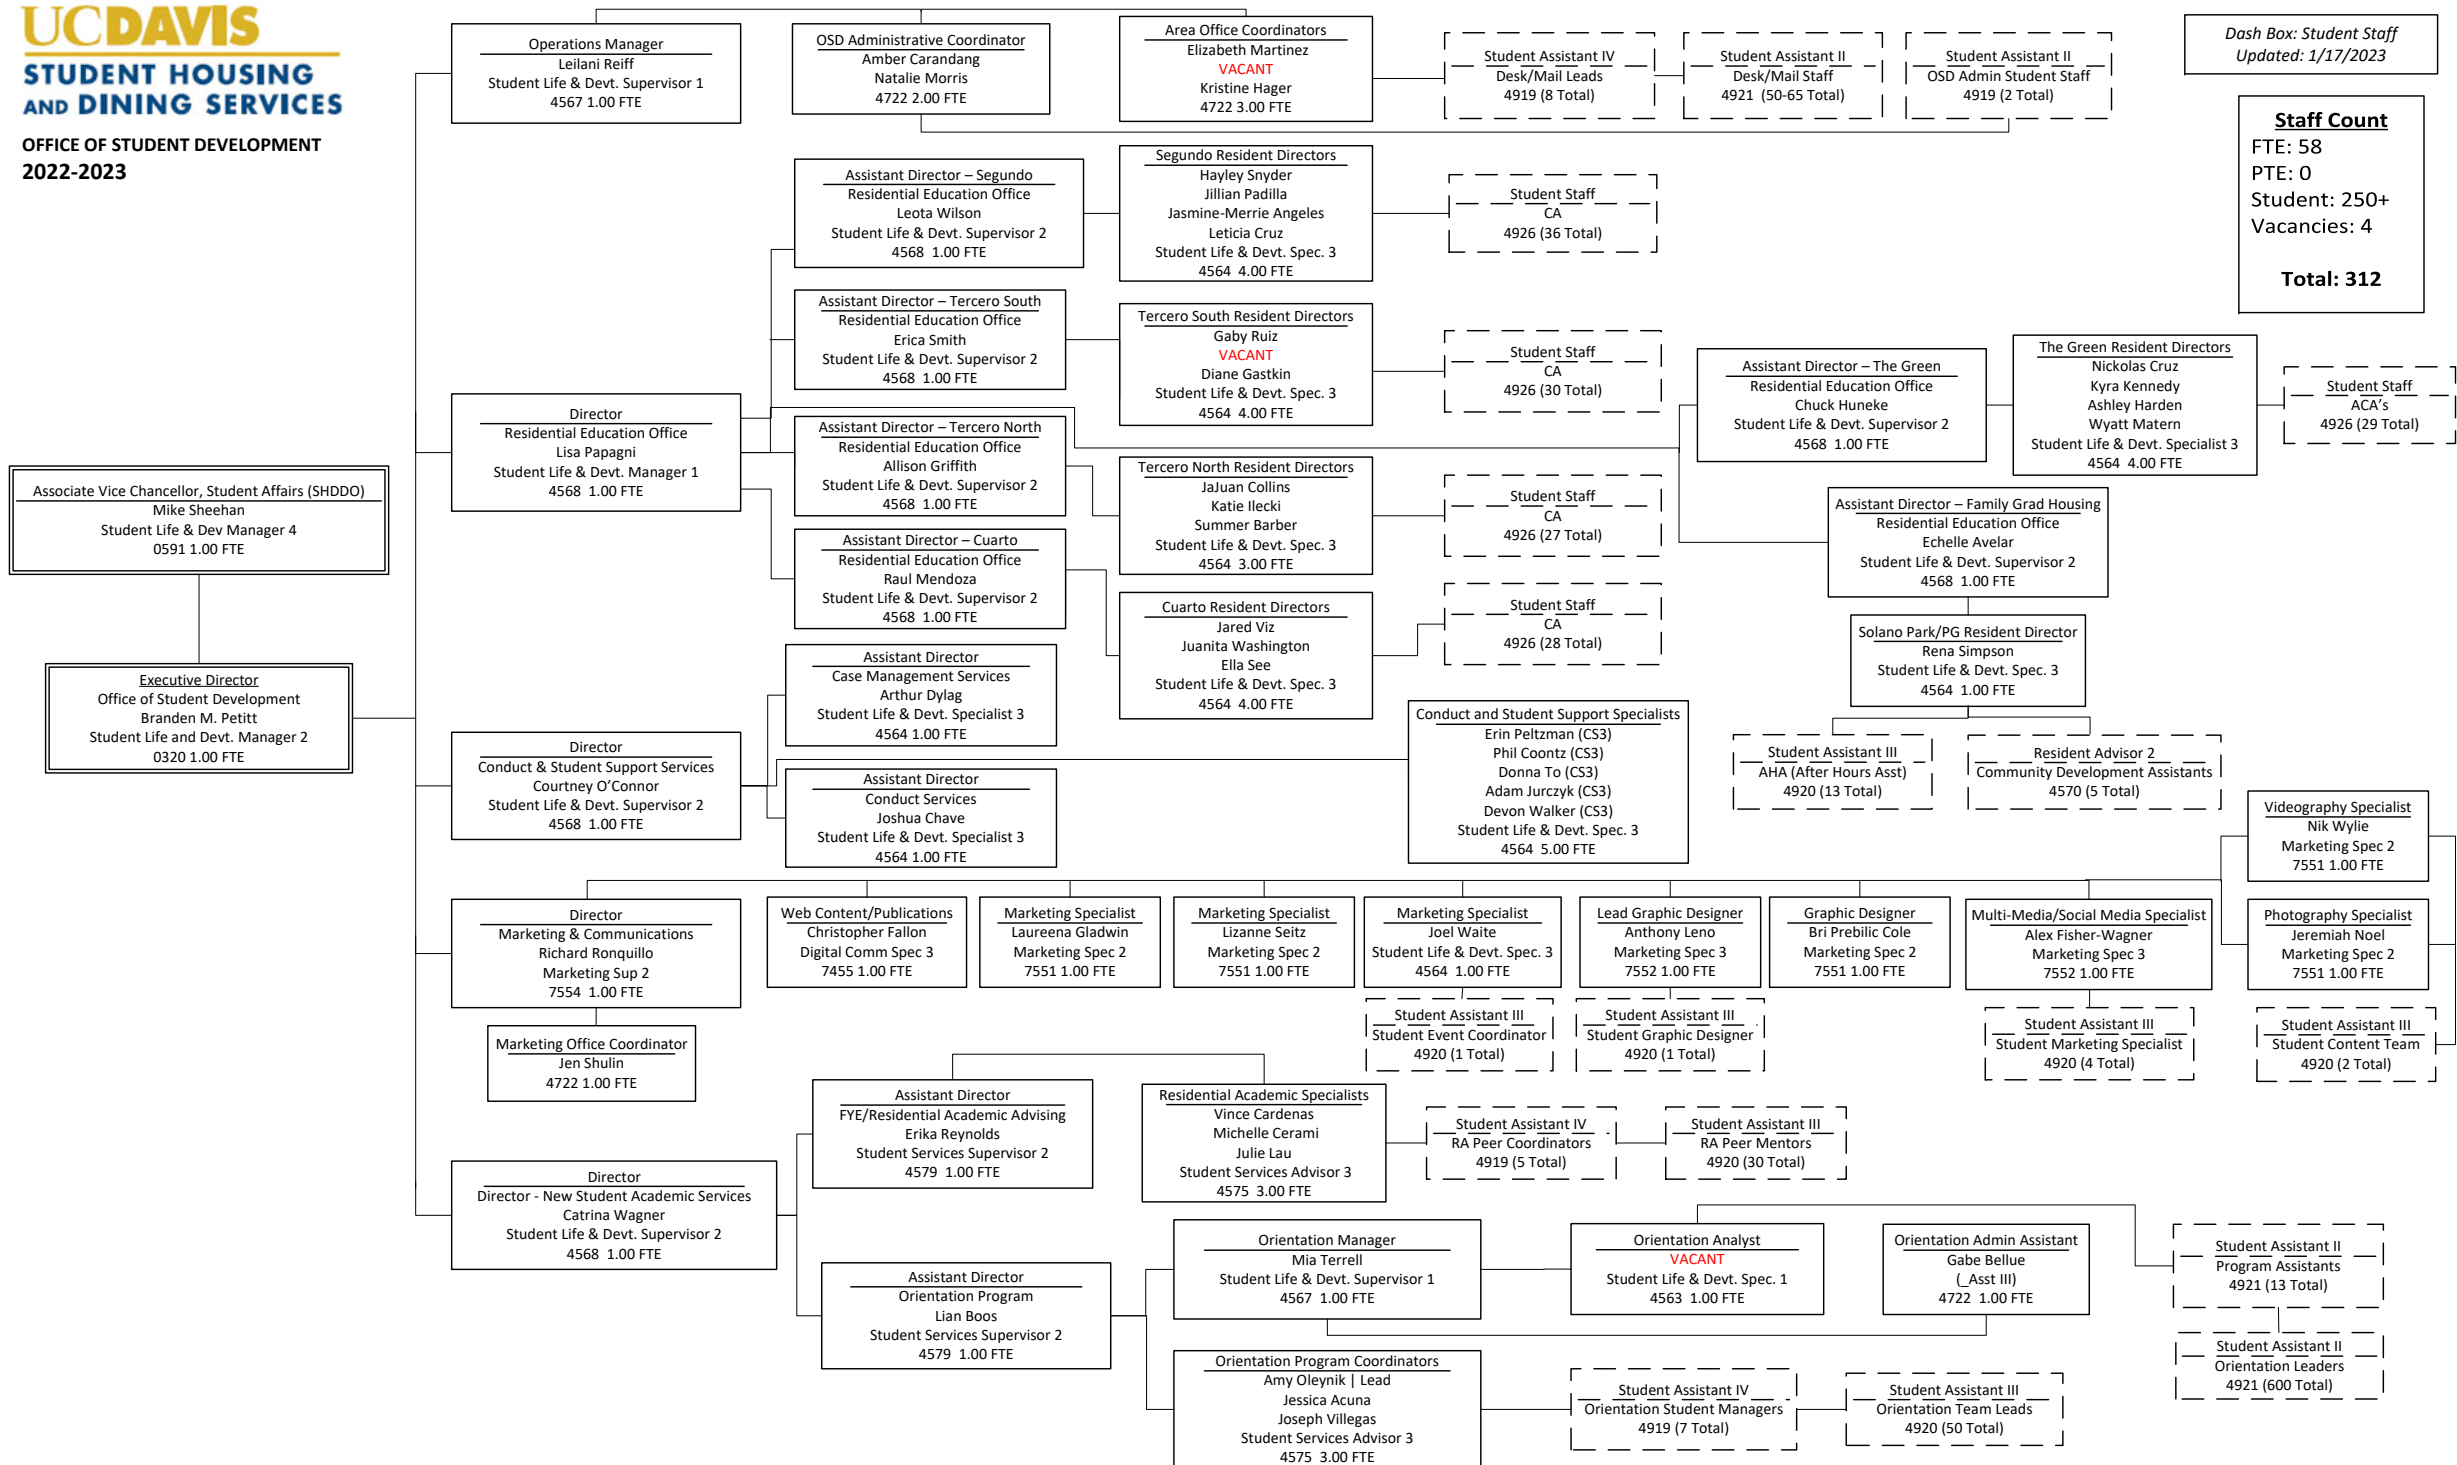 UCDAVIS
STUDENT HOUSING
AND DINING SERVICES
OFFICE OF STUDENT DEVELOPMENT
2022-2023
Dash Box: Student Staff
Updated: 1/17/2023
Staff Count
FTE: 58
PTE: 0
Student: 250+
Vacancies: 4
Total: 312
Associate Vice Chancellor, Student Affairs (SHDDO)
Mike Sheehan
Student Life & Dev Manager 4
0591 1.00 FTE
Executive Director
Office of Student Development
Branden M. Petitt
Student Life and Devt. Manager 2
0320 1.00 FTE
Operations Manager
Leilani Reiff
Student Life & Devt. Supervisor 1
4567 1.00 FTE
OSD Administrative Coordinator
Amber Carandang
Natalie Morris
4722 2.00 FTE
Area Office Coordinators
Elizabeth Martinez
VACANT
Kristine Hager
4722 3.00 FTE
Student Assistant IV
Desk/Mail Leads
4919 (8 Total)
Student Assistant II
Desk/Mail Staff
4921 (50-65 Total)
Student Assistant II
OSD Admin Student Staff
4919 (2 Total)
Director
Residential Education Office
Lisa Papagni
Student Life & Devt. Manager 1
4568 1.00 FTE
Assistant Director – Segundo
Residential Education Office
Leota Wilson
Student Life & Devt. Supervisor 2
4568 1.00 FTE
Segundo Resident Directors
Hayley Snyder
Jillian Padilla
Jasmine-Merrie Angeles
Leticia Cruz
Student Life & Devt. Spec. 3
4564 4.00 FTE
Student Staff
CA
4926 (36 Total)
Assistant Director – Tercero South
Residential Education Office
Erica Smith
Student Life & Devt. Supervisor 2
4568 1.00 FTE
Tercero South Resident Directors
Gaby Ruiz
VACANT
Diane Gastkin
Student Life & Devt. Spec. 3
4564 4.00 FTE
Student Staff
CA
4926 (30 Total)
Assistant Director – Tercero North
Residential Education Office
Allison Griffith
Student Life & Devt. Supervisor 2
4568 1.00 FTE
Tercero North Resident Directors
JaJuan Collins
Katie Ilecki
Summer Barber
Student Life & Devt. Spec. 3
4564 3.00 FTE
Student Staff
CA
4926 (27 Total)
Assistant Director – Cuarto
Residential Education Office
Raul Mendoza
Student Life & Devt. Supervisor 2
4568 1.00 FTE
Cuarto Resident Directors
Jared Viz
Juanita Washington
Ella See
Student Life & Devt. Spec. 3
4564 4.00 FTE
Student Staff
CA
4926 (28 Total)
Assistant Director – The Green
Residential Education Office
Chuck Huneke
Student Life & Devt. Supervisor 2
4568 1.00 FTE
The Green Resident Directors
Nickolas Cruz
Kyra Kennedy
Ashley Harden
Wyatt Matern
Student Life & Devt. Specialist 3
4564 4.00 FTE
Student Staff
ACA's
4926 (29 Total)
Assistant Director – Family Grad Housing
Residential Education Office
Echelle Avelar
Student Life & Devt. Supervisor 2
4568 1.00 FTE
Solano Park/PG Resident Director
Rena Simpson
Student Life & Devt. Spec. 3
4564 1.00 FTE
Student Assistant III
AHA (After Hours Asst)
4920 (13 Total)
Resident Advisor 2
Community Development Assistants
4570 (5 Total)
Director
Conduct & Student Support Services
Courtney O'Connor
Student Life & Devt. Supervisor 2
4568 1.00 FTE
Assistant Director
Case Management Services
Arthur Dylag
Student Life & Devt. Specialist 3
4564 1.00 FTE
Assistant Director
Conduct Services
Joshua Chave
Student Life & Devt. Specialist 3
4564 1.00 FTE
Conduct and Student Support Specialists
Erin Peltzman (CS3)
Phil Coontz (CS3)
Donna To (CS3)
Adam Jurczyk (CS3)
Devon Walker (CS3)
Student Life & Devt. Spec. 3
4564 5.00 FTE
Director
Marketing & Communications
Richard Ronquillo
Marketing Sup 2
7554 1.00 FTE
Marketing Office Coordinator
Jen Shulin
4722 1.00 FTE
Web Content/Publications
Christopher Fallon
Digital Comm Spec 3
7455 1.00 FTE
Marketing Specialist
Laureena Gladwin
Marketing Spec 2
7551 1.00 FTE
Marketing Specialist
Lizanne Seitz
Marketing Spec 2
7551 1.00 FTE
Marketing Specialist
Joel Waite
Student Life & Devt. Spec. 3
4564 1.00 FTE
Student Assistant III
Student Event Coordinator
4920 (1 Total)
Lead Graphic Designer
Anthony Leno
Marketing Spec 3
7552 1.00 FTE
Student Assistant III
Student Graphic Designer
4920 (1 Total)
Graphic Designer
Bri Prebilic Cole
Marketing Spec 2
7551 1.00 FTE
Multi-Media/Social Media Specialist
Alex Fisher-Wagner
Marketing Spec 3
7552 1.00 FTE
Student Assistant III
Student Marketing Specialist
4920 (4 Total)
Videography Specialist
Nik Wylie
Marketing Spec 2
7551 1.00 FTE
Photography Specialist
Jeremiah Noel
Marketing Spec 2
7551 1.00 FTE
Student Assistant III
Student Content Team
4920 (2 Total)
Director
Director - New Student Academic Services
Catrina Wagner
Student Life & Devt. Supervisor 2
4568 1.00 FTE
Assistant Director
FYE/Residential Academic Advising
Erika Reynolds
Student Services Supervisor 2
4579 1.00 FTE
Residential Academic Specialists
Vince Cardenas
Michelle Cerami
Julie Lau
Student Services Advisor 3
4575 3.00 FTE
Student Assistant IV
RA Peer Coordinators
4919 (5 Total)
Student Assistant III
RA Peer Mentors
4920 (30 Total)
Assistant Director
Orientation Program
Lian Boos
Student Services Supervisor 2
4579 1.00 FTE
Orientation Manager
Mia Terrell
Student Life & Devt. Supervisor 1
4567 1.00 FTE
Orientation Analyst
VACANT
Student Life & Devt. Spec. 1
4563 1.00 FTE
Orientation Admin Assistant
Gabe Bellue
(_Asst III)
4722 1.00 FTE
Student Assistant II
Program Assistants
4921 (13 Total)
Student Assistant II
Orientation Leaders
4921 (600 Total)
Orientation Program Coordinators
Amy Oleynik | Lead
Jessica Acuna
Joseph Villegas
Student Services Advisor 3
4575 3.00 FTE
Student Assistant IV
Orientation Student Managers
4919 (7 Total)
Student Assistant III
Orientation Team Leads
4920 (50 Total)